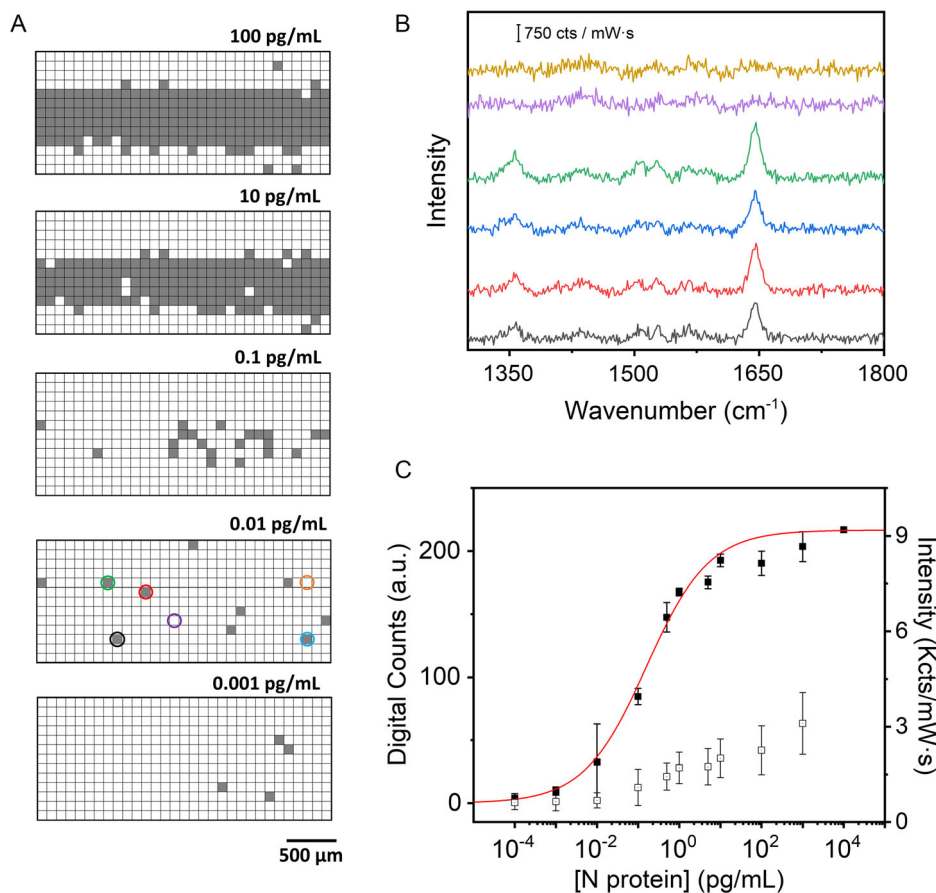 A
100 pg/mL
10 pg/mL
0.1 pg/mL
0.01 pg/mL
0.001 pg/mL
500 µm
B
750 cts / mW·s
Intensity
1350 1500 1650 1800
Wavenumber (cm⁻¹)
C
Digital Counts (a.u.)
200
100
0
Intensity (Kcts/mW·s)
9
6
3
0
10⁻⁴ 10⁻² 10⁰ 10² 10⁴
[N protein] (pg/mL)